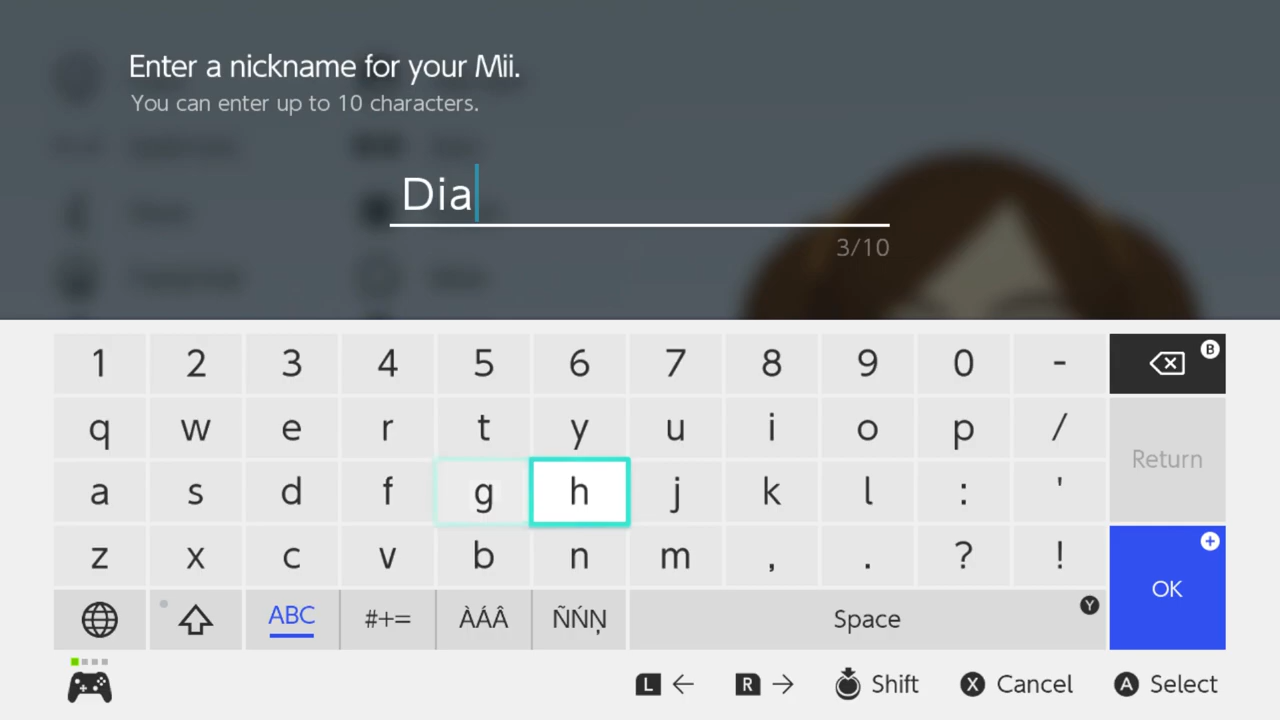 Enter a nickname for your Mii.
You can enter up to 10 characters.
Dia
3/10
1 2 3 4 5 6 7 8 9 0 - B
q w e r t y u i o p / Return
a s d f g h j k l : '
z x c v b n m , . ? ! + OK
ABC #+= ÀÁÂ ÑŃŅ Space Y
L ← R → Shift X Cancel A Select